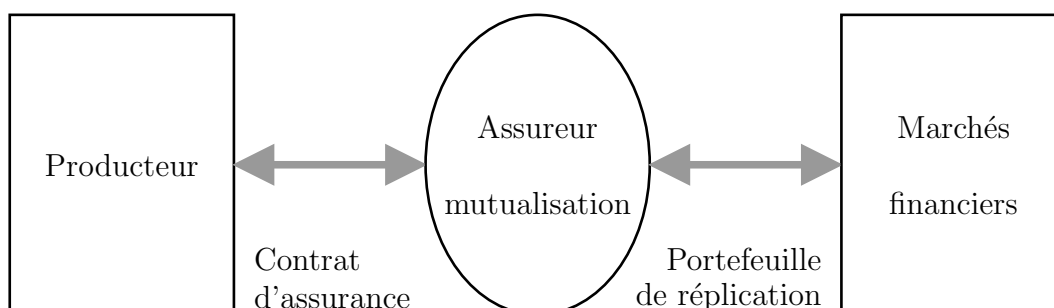 Producteur
Contrat
d'assurance
Assureur
mutualisation
Portefeuille
de réplication
Marchés
financiers